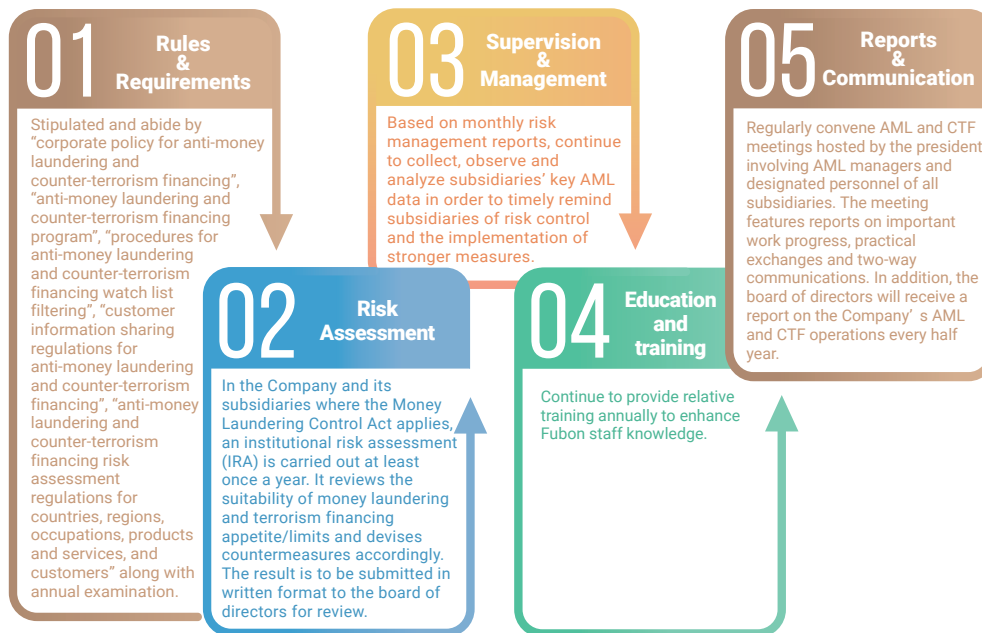 01
Rules
&
Requirements
Stipulated and abide by
“corporate policy for anti-money
laundering and
counter-terrorism financing”,
“anti-money laundering and
counter-terrorism financing
program”, “procedures for
anti-money laundering
and counter-terrorism
financing watch list
filtering”, “customer
information sharing
regulations for
anti-money laundering
and counter-terrorism
financing”, “anti-money
laundering and
counter-terrorism
financing risk
assessment
regulations for
countries, regions,
occupations, products
and services, and
customers” along with
annual examination.
02
Risk
Assessment
In the Company and its
subsidiaries where the Money
Laundering Control Act applies,
an institutional risk assessment
(IRA) is carried out at least
once a year. It reviews the
suitability of money laundering
and terrorism financing
appetite/limits and devises
countermeasures accordingly.
The result is to be submitted in
written format to the board of
directors for review.
03
Supervision
&
Management
Based on monthly risk
management reports, continue
to collect, observe and
analyze subsidiaries’ key AML
data in order to timely remind
subsidiaries of risk control
and the implementation of
stronger measures.
04
Education
and
training
Continue to provide relative
training annually to enhance
Fubon staff knowledge.
05
Reports
&
Communication
Regularly convene AML and CTF
meetings hosted by the president
involving AML managers and
designated personnel of all
subsidiaries. The meeting
features reports on important
work progress, practical
exchanges and two-way
communications. In addition, the
board of directors will receive a
report on the Company’ s AML
and CTF operations every half
year.